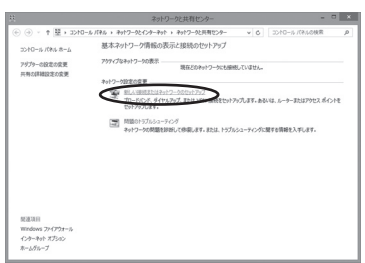 ネットワークと共有センター
コントロール パネル ▸ ネットワークとインターネット ▸ ネットワークと共有センター
コントロール パネルの検索
コントロール パネル ホーム
アダプターの設定の変更
共有の詳細設定の変更
基本ネットワーク情報の表示と接続のセットアップ
アクティブなネットワークの表示
現在どのネットワークにも接続していません。
ネットワーク設定の変更
新しい接続またはネットワークのセットアップ
ブロードバンド、ダイヤルアップ、または VPN 接続をセットアップします。あるいは、ルーターまたはアクセス ポイントを
セットアップします。
問題のトラブルシューティング
ネットワークの問題を診断して修復します。または、トラブルシューティングに関する情報を入手します。
関連項目
Windows ファイアウォール
インターネット オプション
ホームグループ